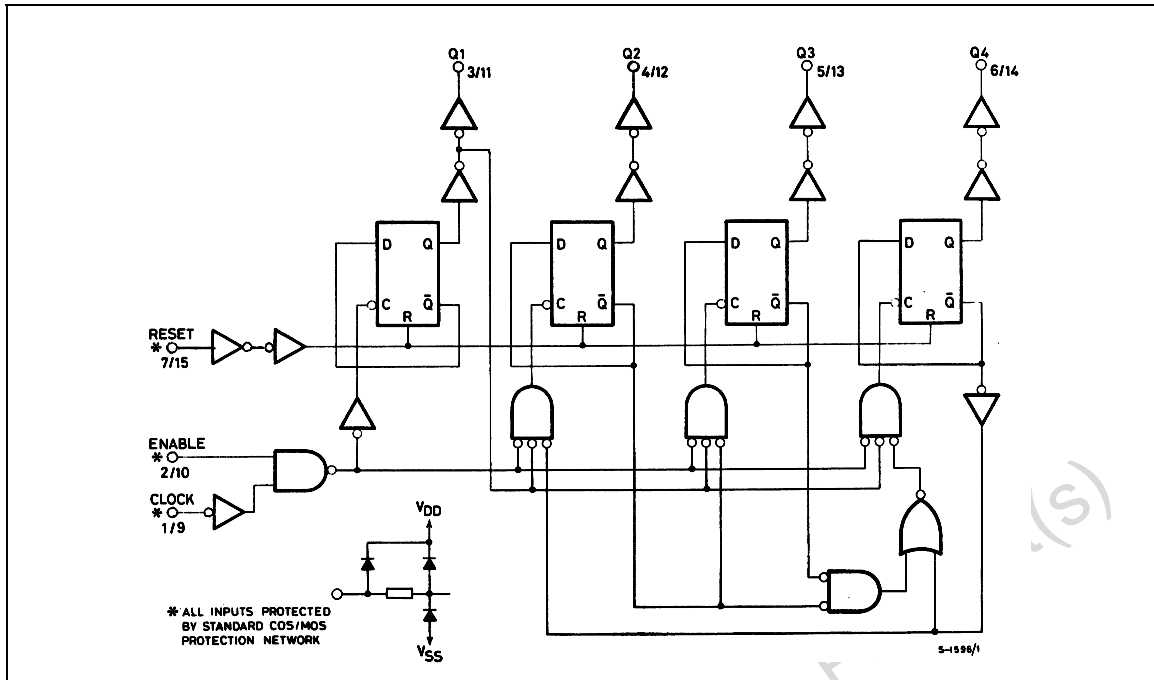 Q1
3/11
Q2
4/12
Q3
5/13
Q4
6/14
D Q
C Q̄
R
D Q
C Q̄
R
D Q
C Q̄
R
D Q
C Q̄
R
RESET
* 7/15
ENABLE
* 2/10
CLOCK
* 1/9
VDD
VSS
* ALL INPUTS PROTECTED
BY STANDARD COS/MOS
PROTECTION NETWORK
S-1596/1
(s)